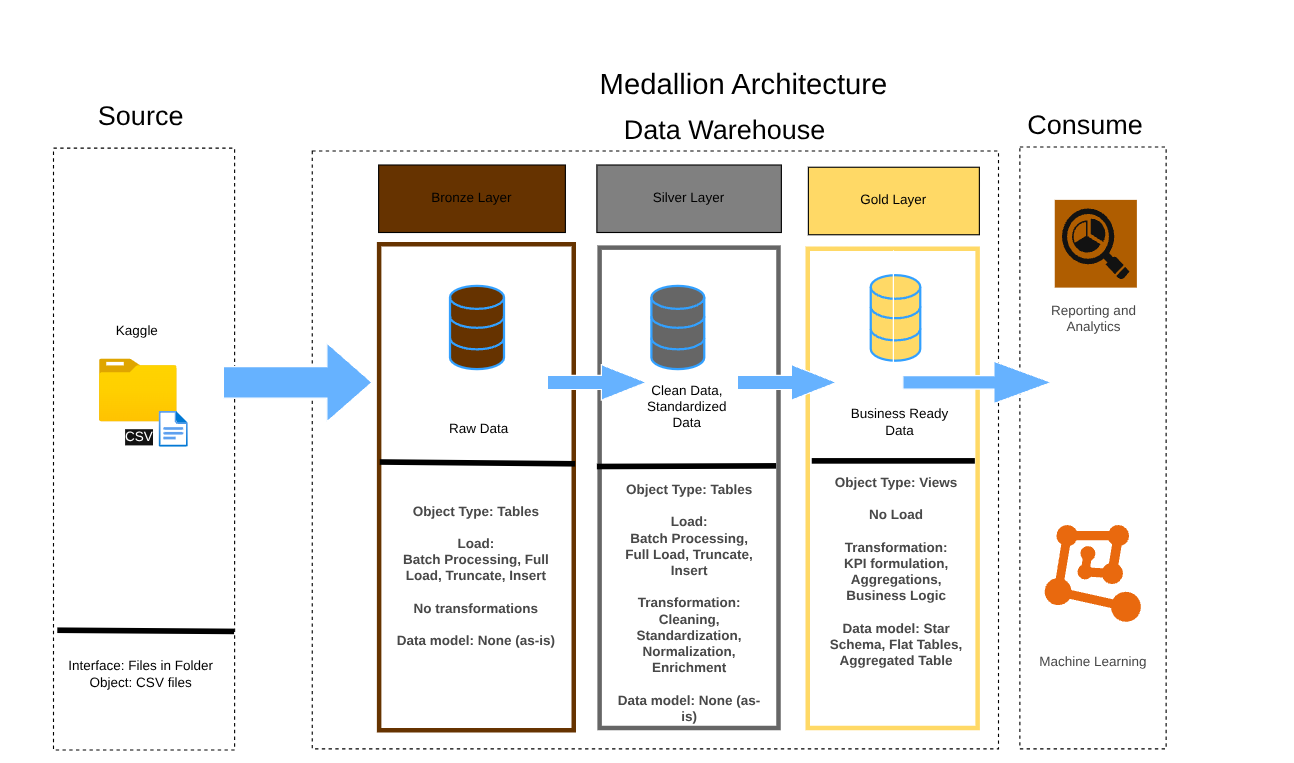 Medallion Architecture
Data Warehouse
Source
Kaggle
CSV
Interface: Files in Folder
Object: CSV files
Bronze Layer
Raw Data
Object Type: Tables
Load:
Batch Processing, Full
Load, Truncate, Insert
No transformations
Data model: None (as-is)
Silver Layer
Clean Data,
Standardized
Data
Object Type: Tables
Load:
Batch Processing,
Full Load, Truncate,
Insert
Transformation:
Cleaning,
Standardization,
Normalization,
Enrichment
Data model: None (as-
is)
Gold Layer
Business Ready
Data
Object Type: Views
No Load
Transformation:
KPI formulation,
Aggregations,
Business Logic
Data model: Star
Schema, Flat Tables,
Aggregated Table
Consume
Reporting and
Analytics
Machine Learning